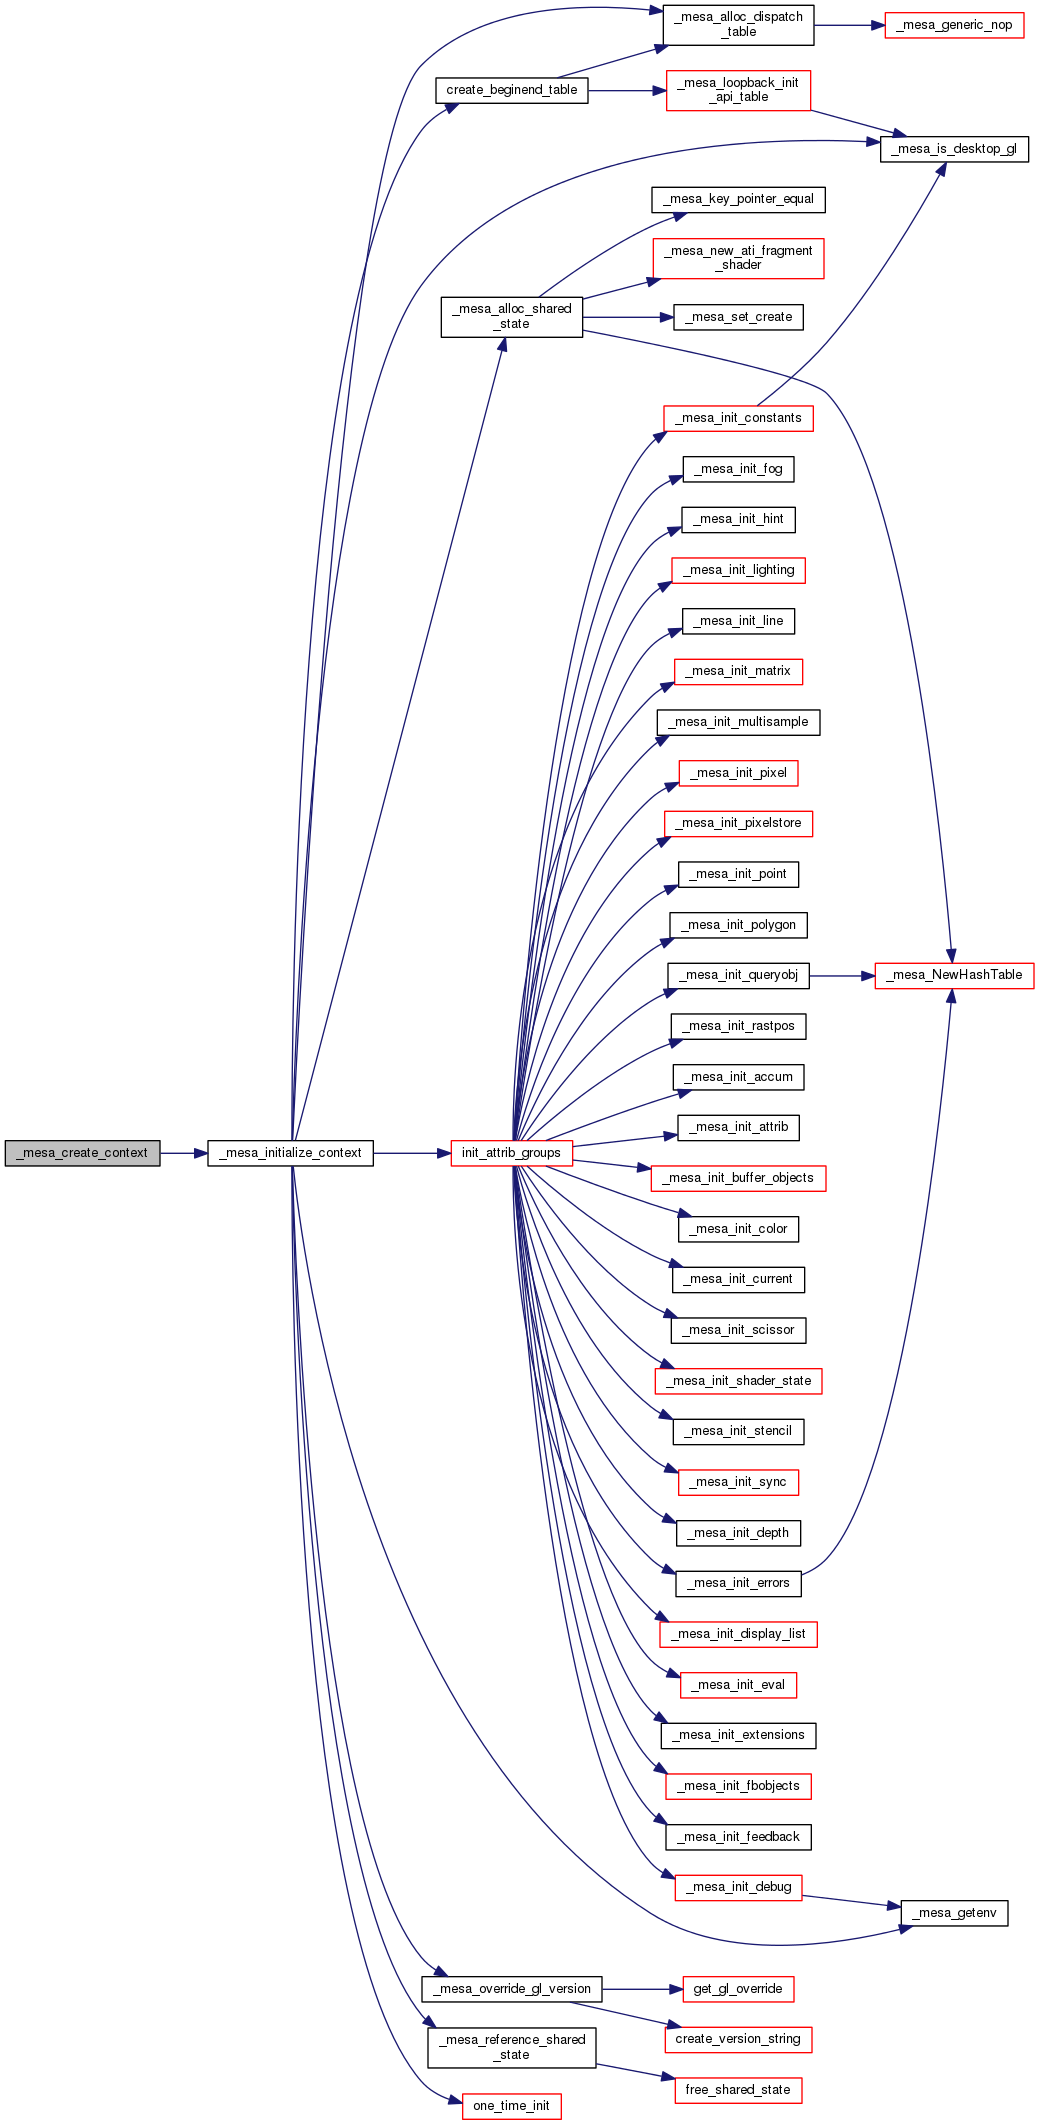 _mesa_alloc_dispatch
_table
_mesa_generic_nop
create_beginend_table
_mesa_loopback_init
_api_table
_mesa_is_desktop_gl
_mesa_key_pointer_equal
_mesa_new_ati_fragment
_shader
_mesa_alloc_shared
_state
_mesa_set_create
_mesa_init_constants
_mesa_init_fog
_mesa_init_hint
_mesa_init_lighting
_mesa_init_line
_mesa_init_matrix
_mesa_init_multisample
_mesa_init_pixel
_mesa_init_pixelstore
_mesa_init_point
_mesa_init_polygon
_mesa_init_queryobj
_mesa_NewHashTable
_mesa_init_rastpos
_mesa_init_accum
_mesa_init_attrib
_mesa_create_context
_mesa_initialize_context
init_attrib_groups
_mesa_init_buffer_objects
_mesa_init_color
_mesa_init_current
_mesa_init_scissor
_mesa_init_shader_state
_mesa_init_stencil
_mesa_init_sync
_mesa_init_depth
_mesa_init_errors
_mesa_init_display_list
_mesa_init_eval
_mesa_init_extensions
_mesa_init_fbobjects
_mesa_init_feedback
_mesa_init_debug
_mesa_getenv
_mesa_override_gl_version
get_gl_override
create_version_string
_mesa_reference_shared
_state
free_shared_state
one_time_init